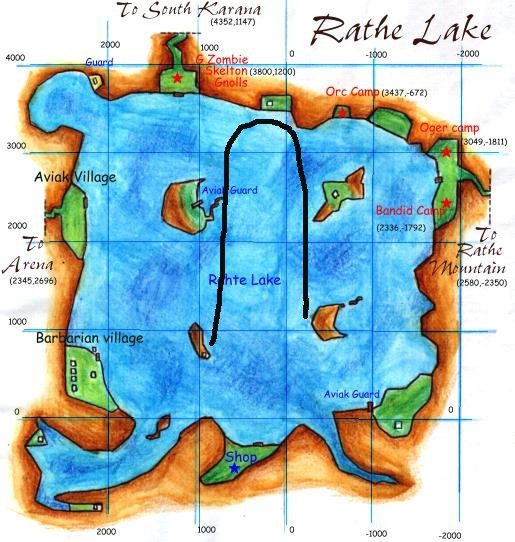 To South Karana
(4352,1147)
Rathe Lake
2000
1000
0
-1000
-2000
4000
Guard
G Zombie
Skelton
Gnolls
(3800,1200)
Orc Camp (3437,-672)
Oger camp
(3049,-1811)
3000
Aviak Village
Aviak Guard
Bandid Camp
(2336,-1792)
2000
To
Arena
(2345,2696)
To
Rathe
Mountain
(2580,-2350)
Rahte Lake
1000
Barbarian village
Aviak Guard
0
0
Shop
2000
1000
0
-1000
-2000